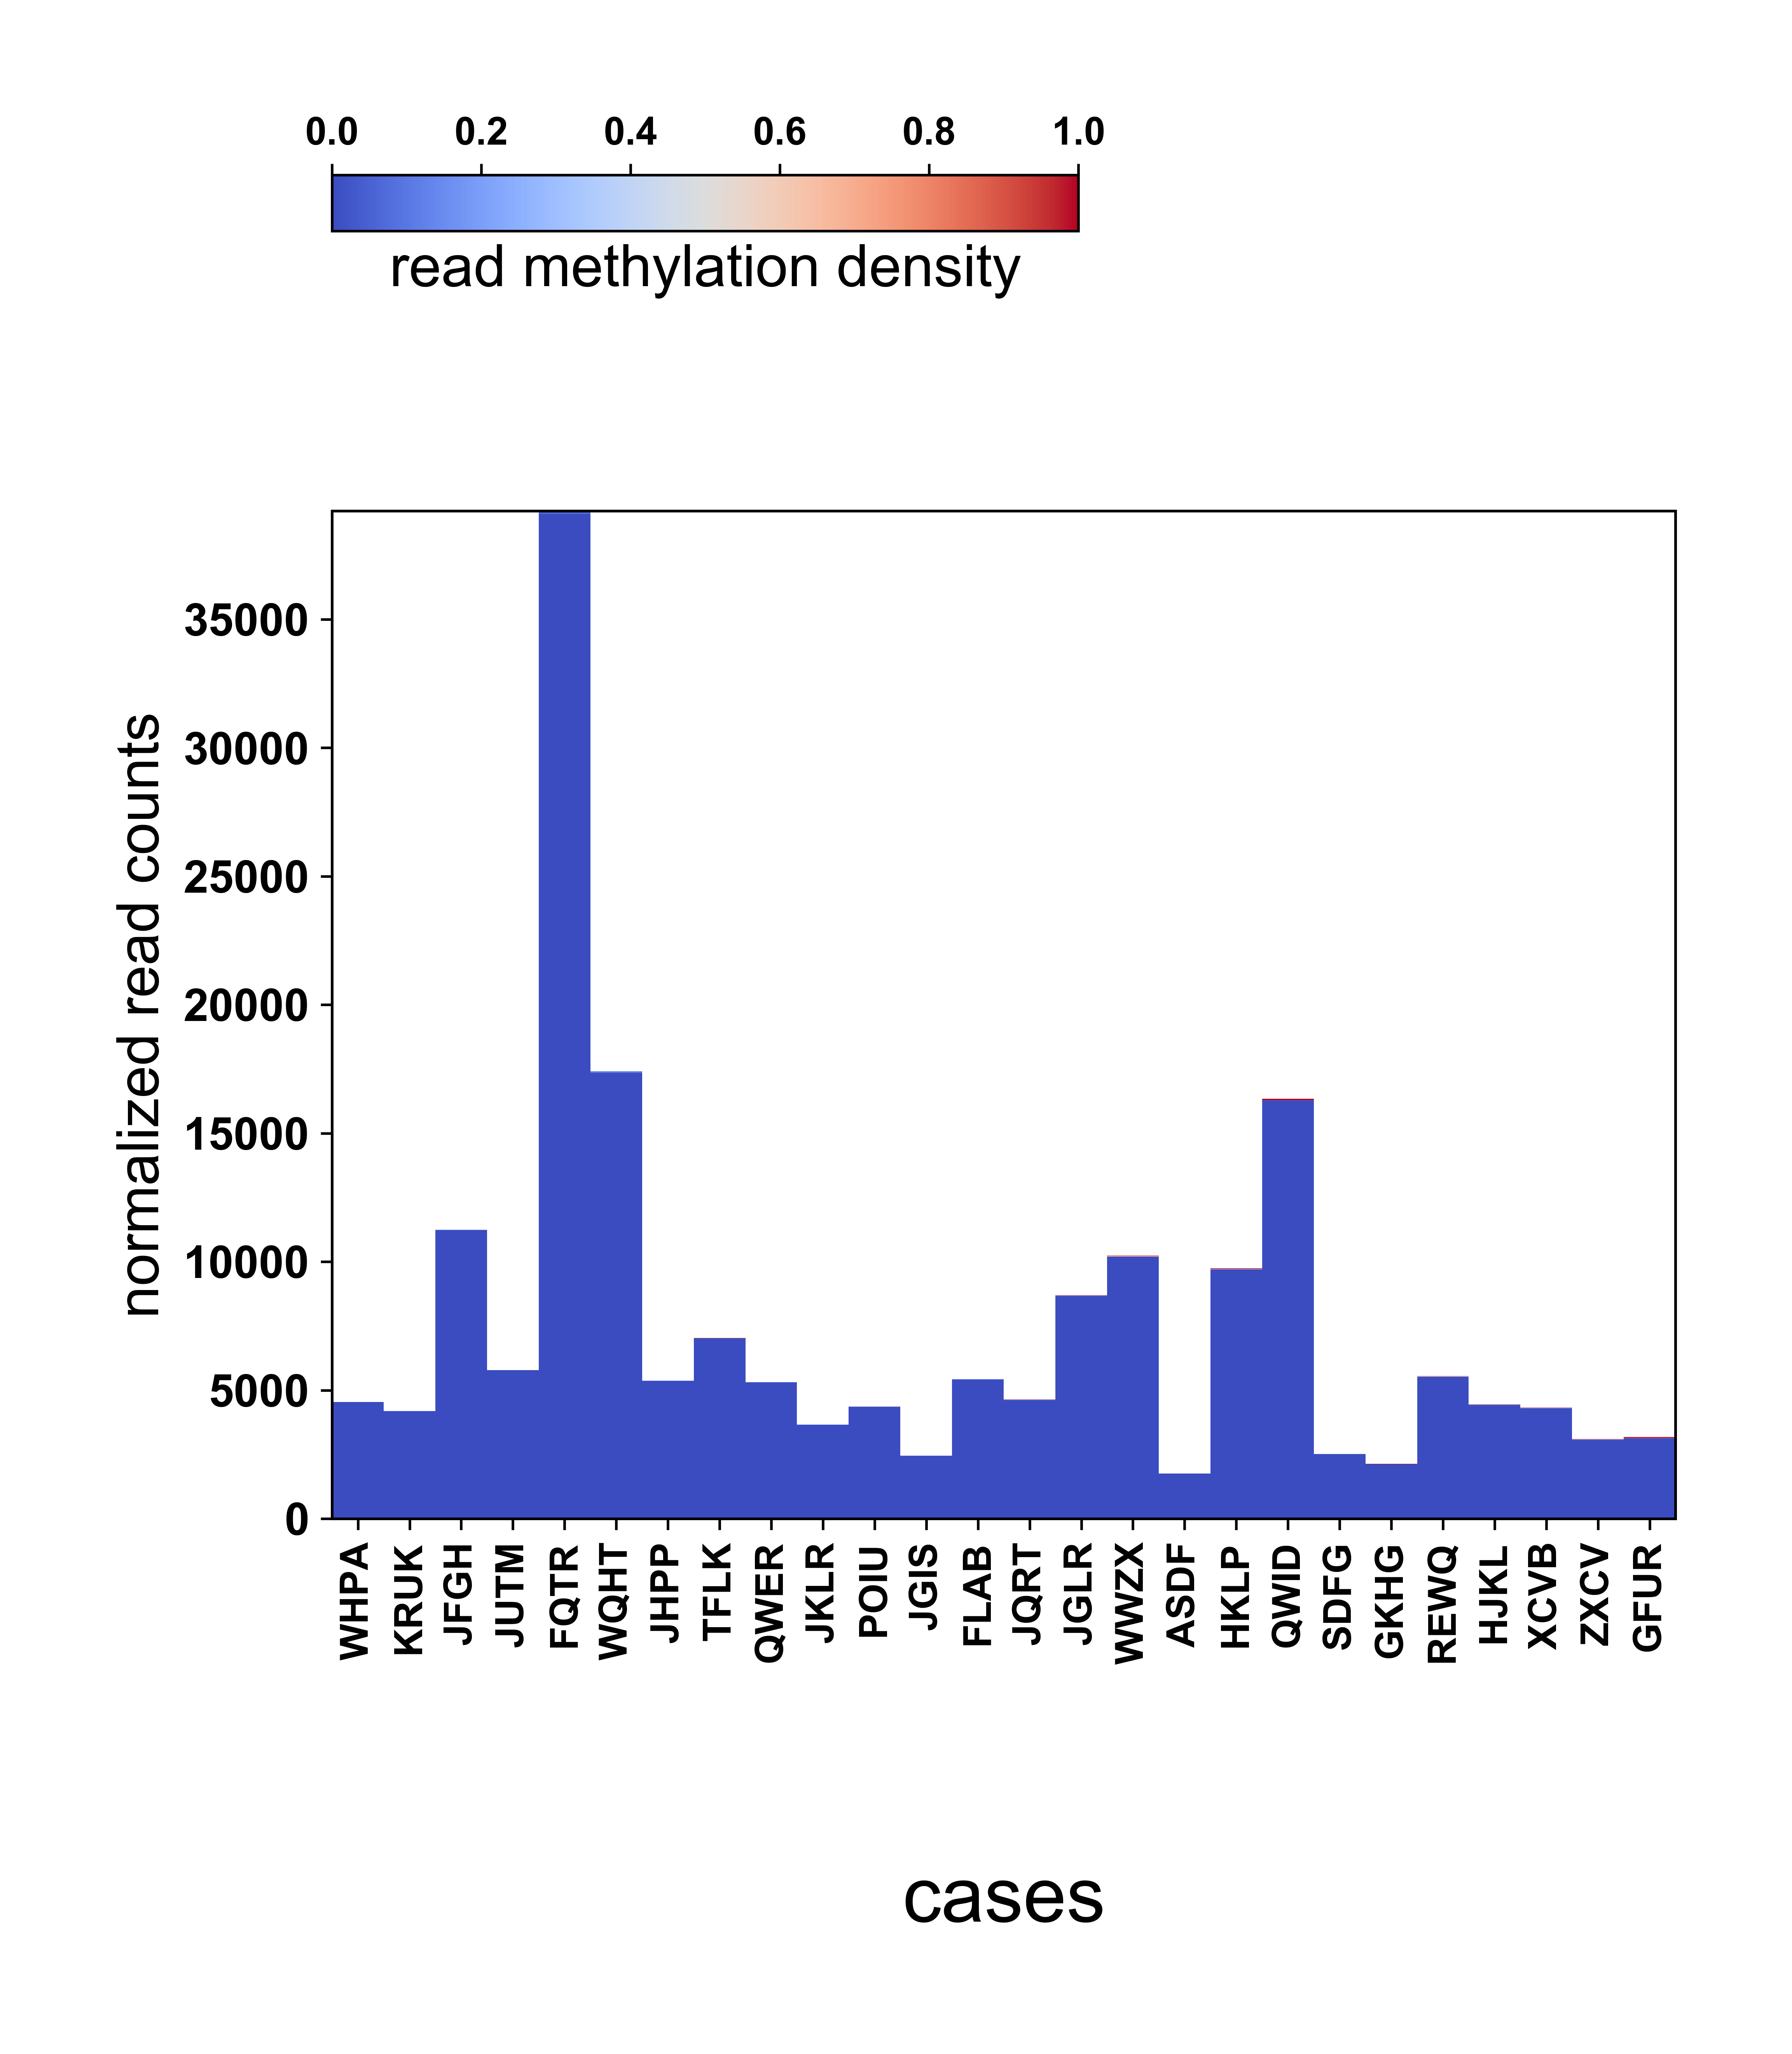 0.0 0.2 0.4 0.6 0.8 1.0
read methylation density
normalized read counts
35000
30000
25000
20000
15000
10000
5000
0
WHPA
KRUK
JFGH
JUTM
FQTR
WQHT
JHPP
TFLK
QWER
JKLR
POIU
JGIS
FLAB
JQRT
JGLR
WWZX
ASDF
HKLP
QWID
SDFG
GKHG
REWQ
HJKL
XCVB
ZXCV
GFUR
cases